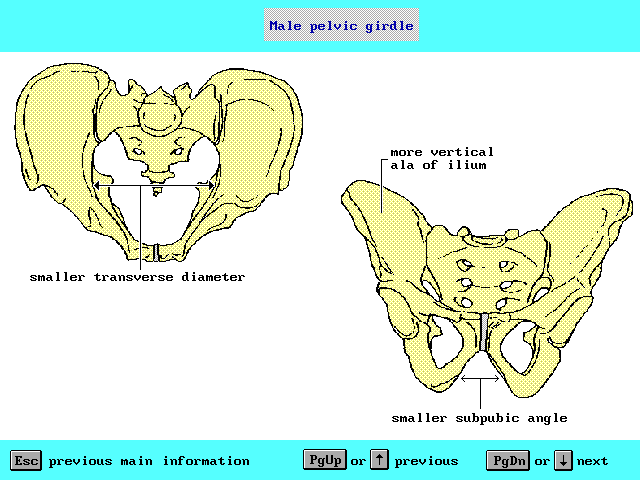 Male pelvic girdle
more vertical
ala of ilium
smaller transverse diameter
smaller subpubic angle
Esc previous main information PgUp or ↑ previous PgDn or ↓ next